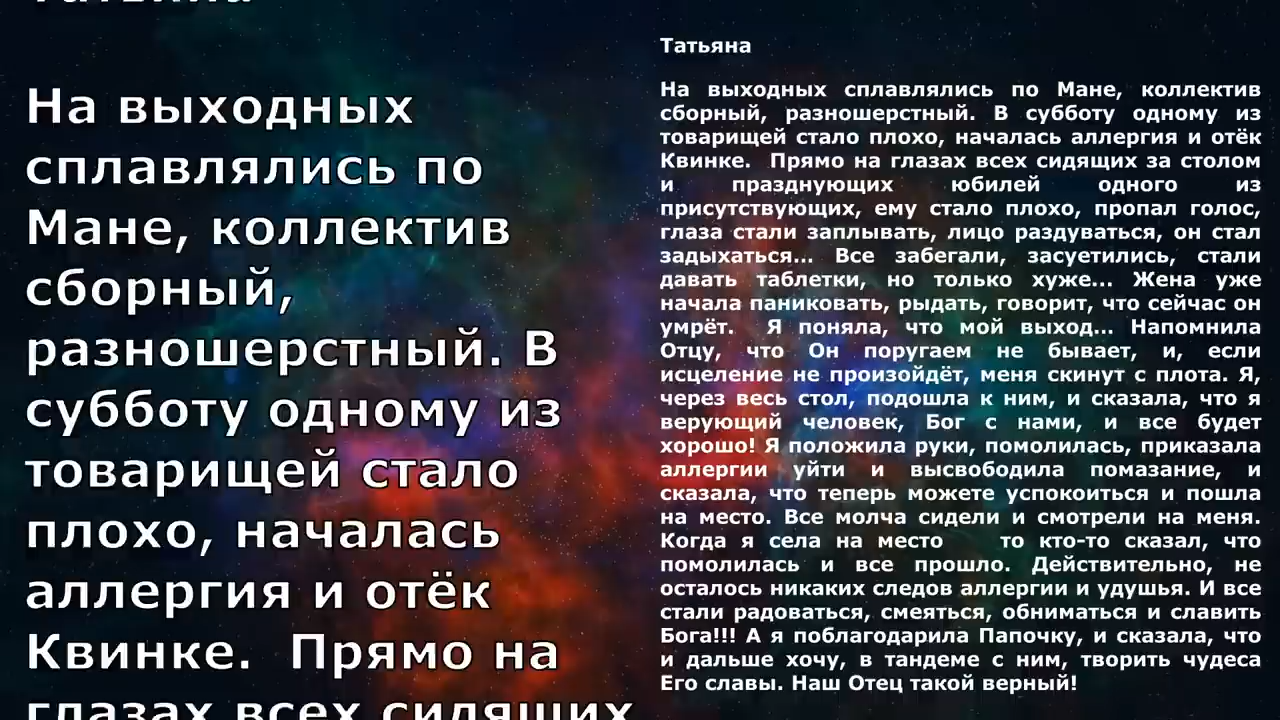 Татьяна
На выходных
сплавлялись по
Мане, коллектив
сборный,
разношерстный. В
субботу одному из
товарищей стало
плохо, началась
аллергия и отёк
Квинке. Прямо на
глазах всех сидящих
Татьяна
На выходных сплавлялись по Мане, коллектив
сборный, разношерстный. В субботу одному из
товарищей стало плохо, началась аллергия и отёк
Квинке. Прямо на глазах всех сидящих за столом
и празднующих юбилей одного из
присутствующих, ему стало плохо, пропал голос,
глаза стали заплывать, лицо раздуваться, он стал
задыхаться... Все забегали, засуетились, стали
давать таблетки, но только хуже... Жена уже
начала паниковать, рыдать, говорит, что сейчас он
умрёт. Я поняла, что мой выход... Напомнила
Отцу, что Он поругаем не бывает, и, если
исцеление не произойдёт, меня скинут с плота. Я,
через весь стол, подошла к ним, и сказала, что я
верующий человек, Бог с нами, и все будет
хорошо! Я положила руки, помолилась, приказала
аллергии уйти и высвободила помазание, и
сказала, что теперь можете успокоиться и пошла
на место. Все молча сидели и смотрели на меня.
Когда я села на место то кто-то сказал, что
помолилась и все прошло. Действительно, не
осталось никаких следов аллергии и удушья. И все
стали радоваться, смеяться, обниматься и славить
Бога!!! А я поблагодарила Папочку, и сказала, что
и дальше хочу, в тандеме с ним, творить чудеса
Его славы. Наш Отец такой верный!